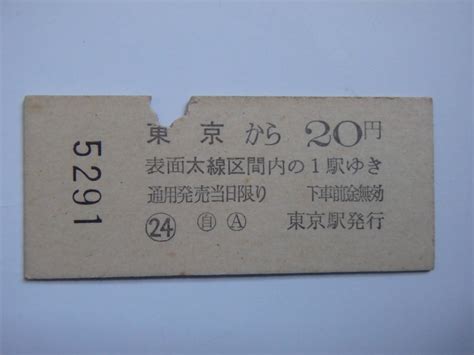 5291
東京から20円
表面太線区間内の1駅ゆき
通用発売当日限り 下車前途無効
㉔ 自 Ⓐ 東京駅発行